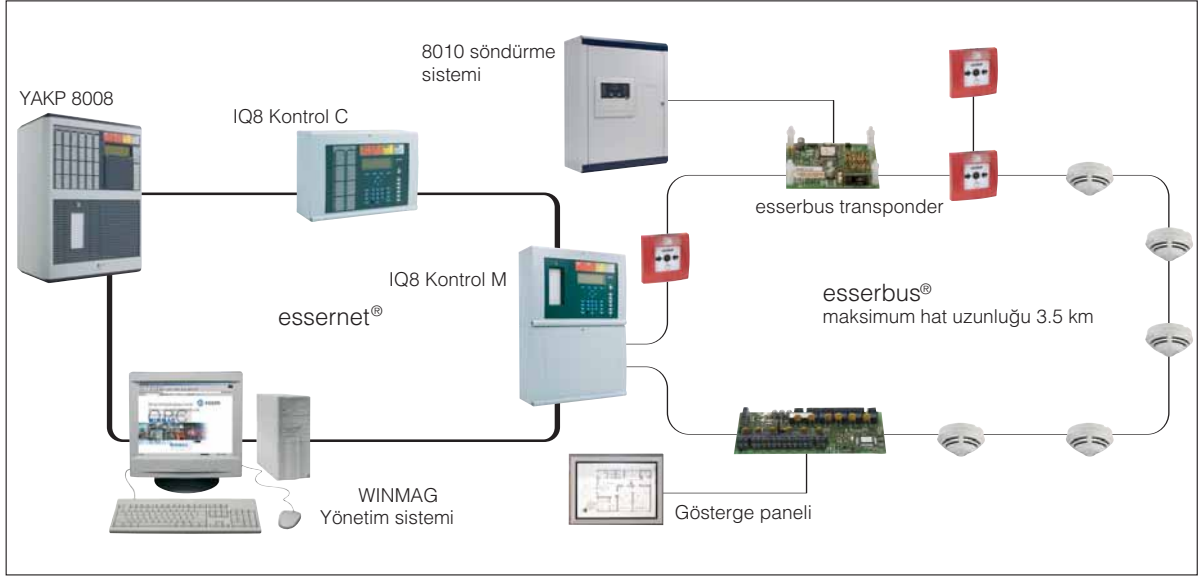 8010 söndürme
sistemi
YAKP 8008
IQ8 Kontrol C
esserbus transponder
IQ8 Kontrol M
essernet®
esserbus®
maksimum hat uzunluğu 3.5 km
WINMAG
Yönetim sistemi
Gösterge paneli